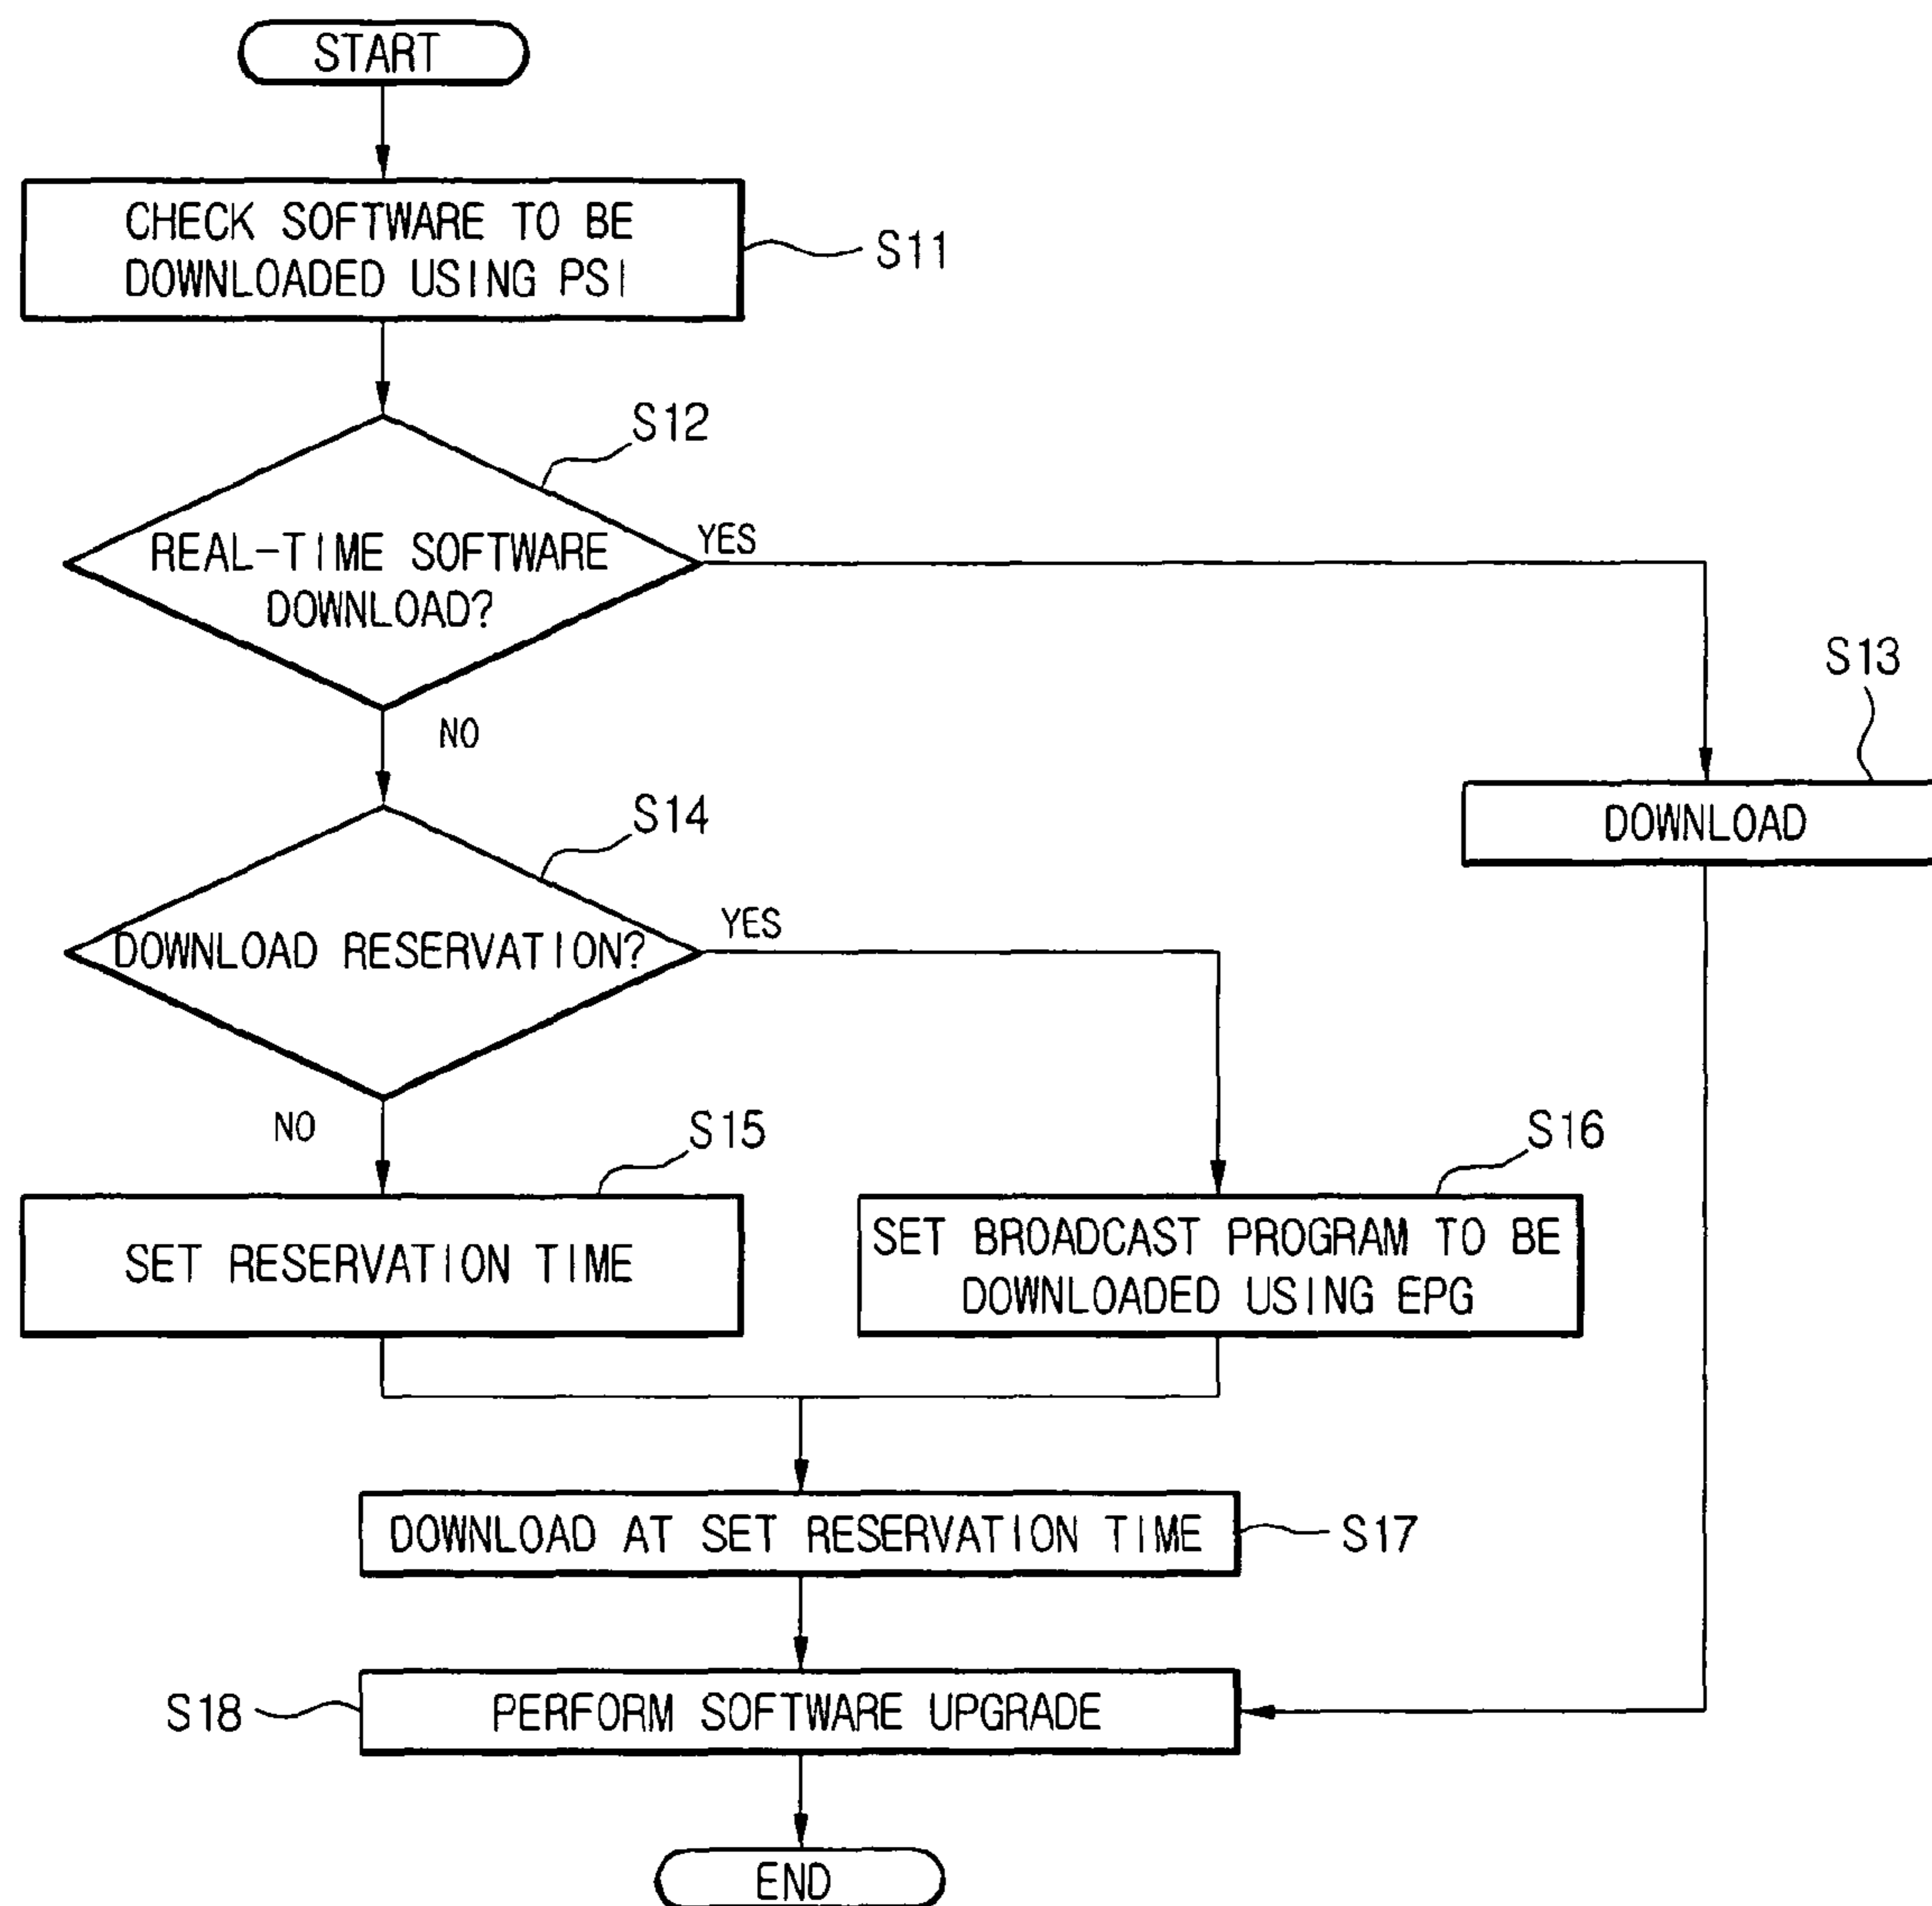 START
CHECK SOFTWARE TO BE
DOWNLOADED USING PSI
S11
S12
REAL-TIME SOFTWARE
DOWNLOAD?
YES
NO
S13
DOWNLOAD
S14
DOWNLOAD RESERVATION?
YES
NO
S15
SET RESERVATION TIME
S16
SET BROADCAST PROGRAM TO BE
DOWNLOADED USING EPG
DOWNLOAD AT SET RESERVATION TIME
S17
S18
PERFORM SOFTWARE UPGRADE
END